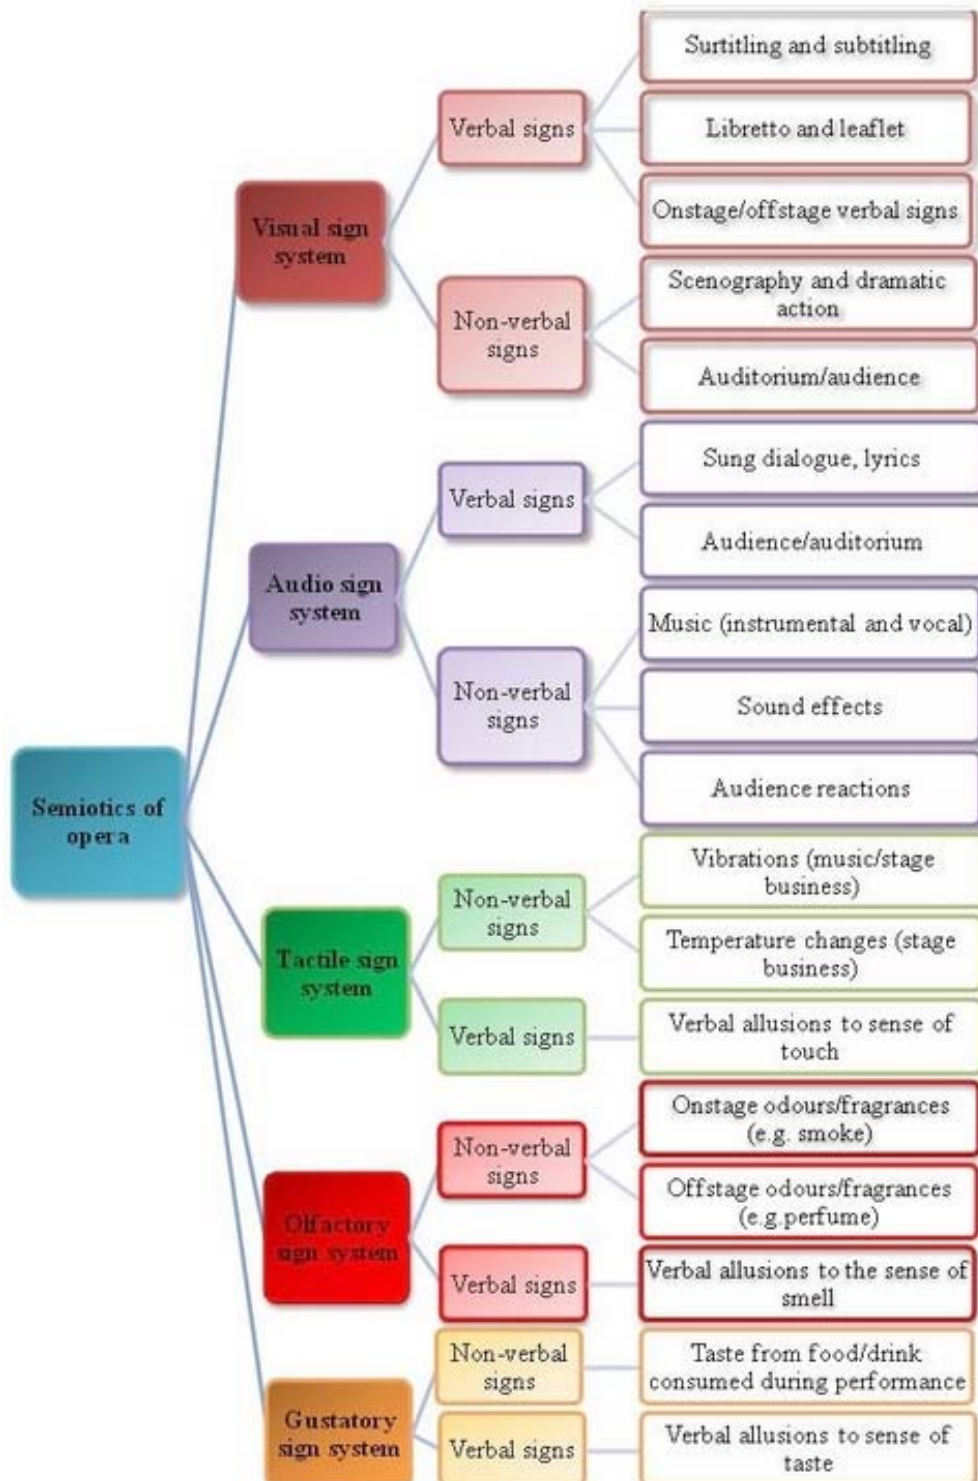 Semiotics of
opera
Visual sign
system
Verbal signs
Surtitling and subtitling
Libretto and leaflet
Onstage/offstage verbal signs
Non-verbal
signs
Scenography and dramatic
action
Auditorium/audience
Audio sign
system
Verbal signs
Sung dialogue, lyrics
Audience/auditorium
Non-verbal
signs
Music (instrumental and vocal)
Sound effects
Audience reactions
Tactile sign
system
Non-verbal
signs
Vibrations (music/stage
business)
Temperature changes (stage
business)
Verbal signs
Verbal allusions to sense of
touch
Olfactory
sign system
Non-verbal
signs
Onstage odours/fragrances
(e.g. smoke)
Offstage odours/fragrances
(e.g.perfume)
Verbal signs
Verbal allusions to the sense of
smell
Gustatory
sign system
Non-verbal
signs
Taste from food/drink
consumed during performance
Verbal signs
Verbal allusions to sense of
taste